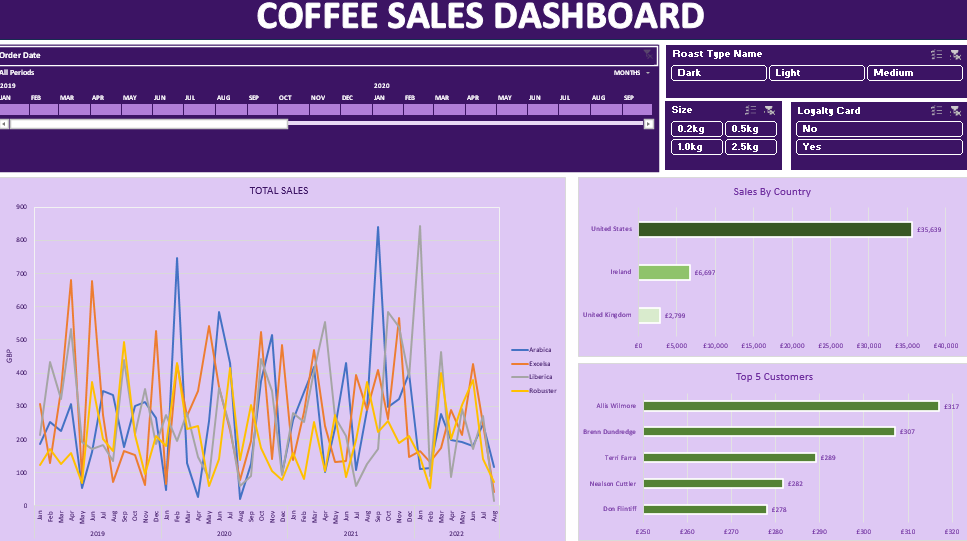 COFFEE SALES DASHBOARD
Order Date
All Periods
MONTHS
2019 2020
JAN FEB MAR APR MAY JUN JUL AUG SEP OCT NOV DEC JAN FEB MAR APR MAY JUN JUL AUG SEP
Roast Type Name
Dark Light Medium
Size
0.2kg 0.5kg
1.0kg 2.5kg
Loyalty Card
No
Yes
TOTAL SALES
900
800
700
600
500
400
300
200
100
0
GBP
Jan Feb Mar Apr May Jun Jul Aug Sep Oct Nov Dec Jan Feb Mar Apr May Jun Jul Aug Sep Oct Nov Dec Jan Feb Mar Apr May Jun Jul Aug Sep Oct Nov Dec Jan Feb Mar Apr May Jun Jul Aug
2019 2020 2021 2022
Arabica
Excelsa
Liberica
Robuster
Sales By Country
United States £35,639
Ireland £6,697
United Kingdom £2,799
£0 £5,000 £10,000 £15,000 £20,000 £25,000 £30,000 £35,000 £40,000
Top 5 Customers
Allis Wilmore £317
Brenn Dundredge £307
Terri Farra £289
Nealson Cuttler £282
Don Flintiff £278
£250 £260 £270 £280 £290 £300 £310 £320